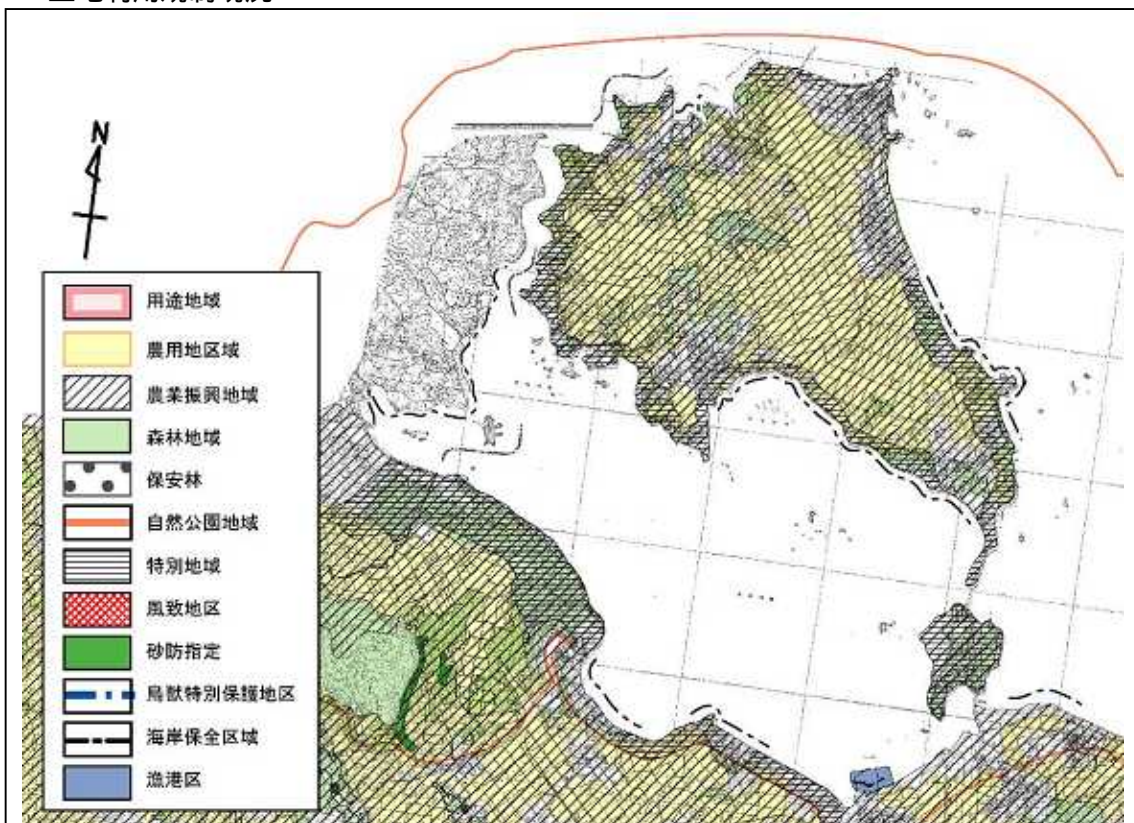 N
用途地域
農用地区域
農業振興地域
森林地域
保安林
自然公園地域
特別地域
風致地区
砂防指定
鳥獣特別保護地区
海岸保全区域
漁港区